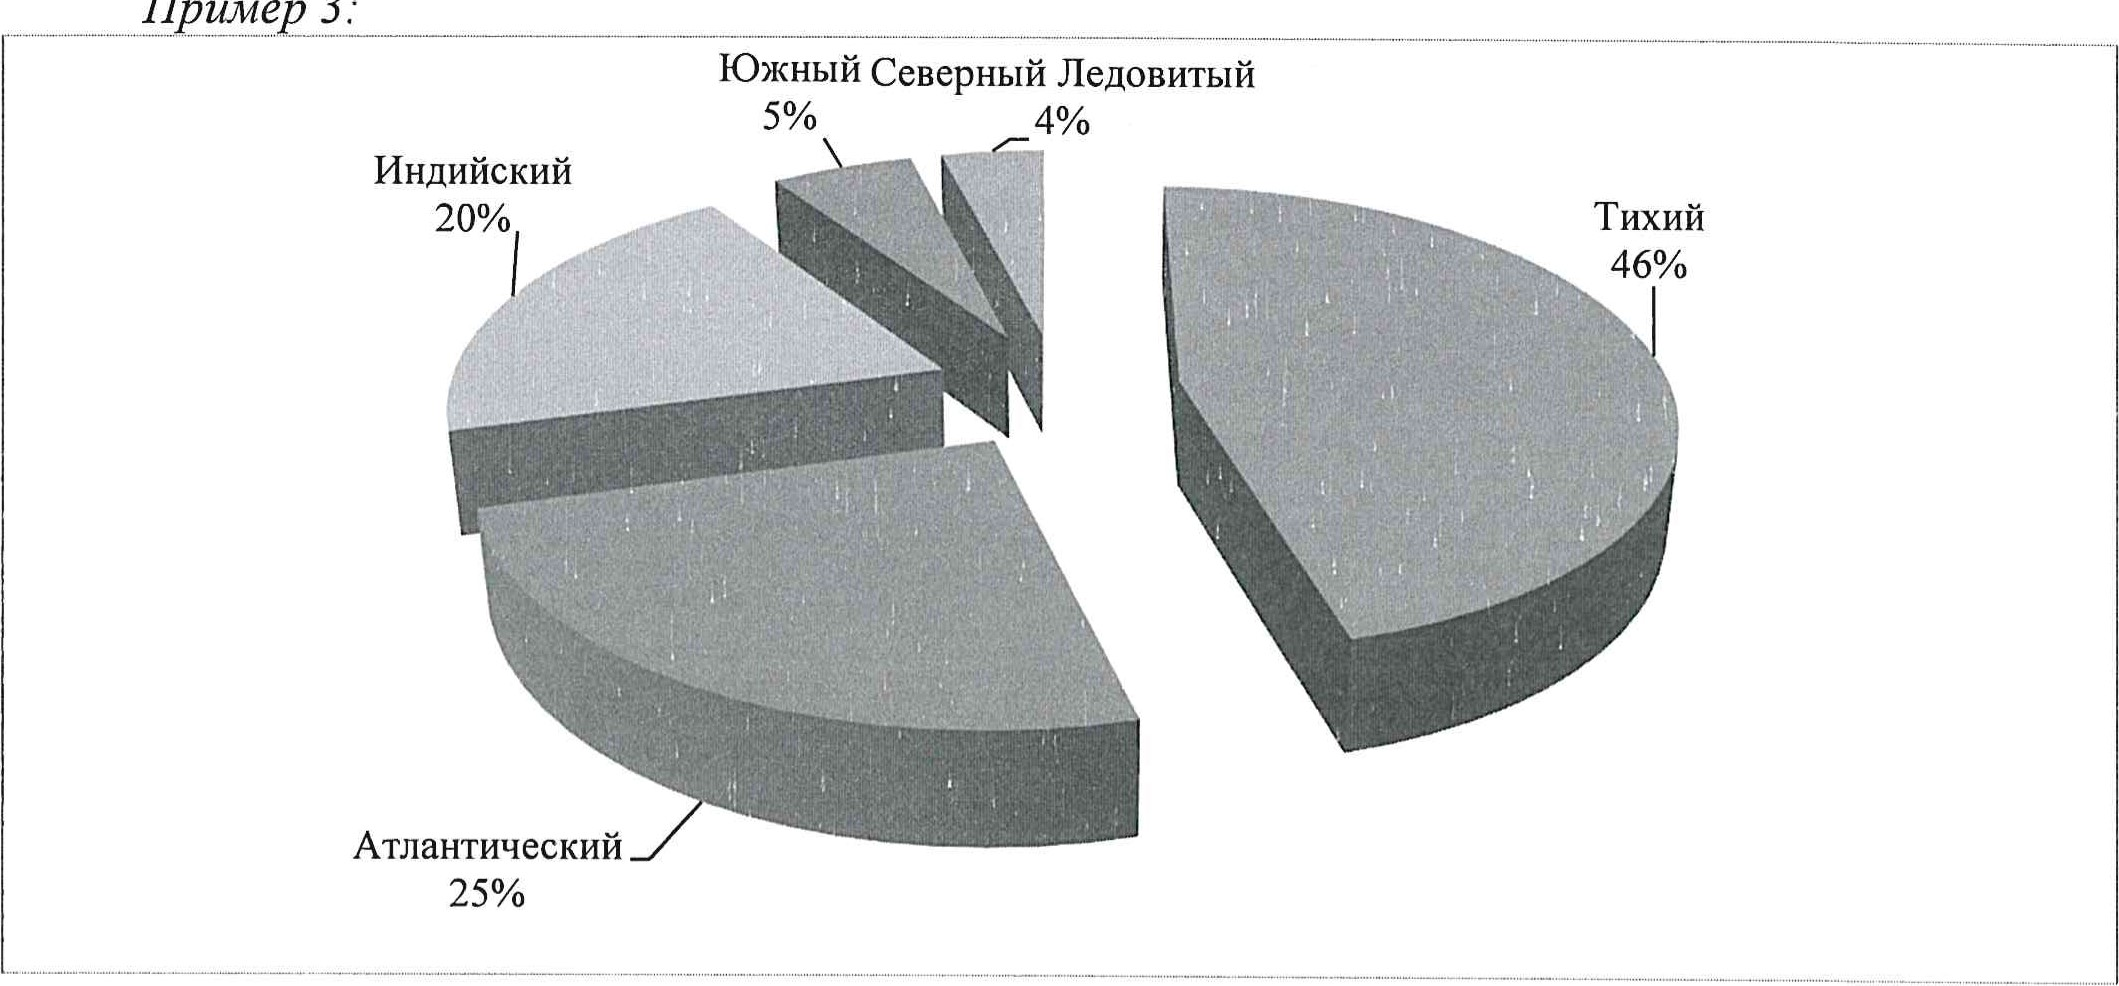 Пример 3:
Южный Северный Ледовитый
5% 4%
Индийский
20%
Тихий
46%
Атлантический
25%